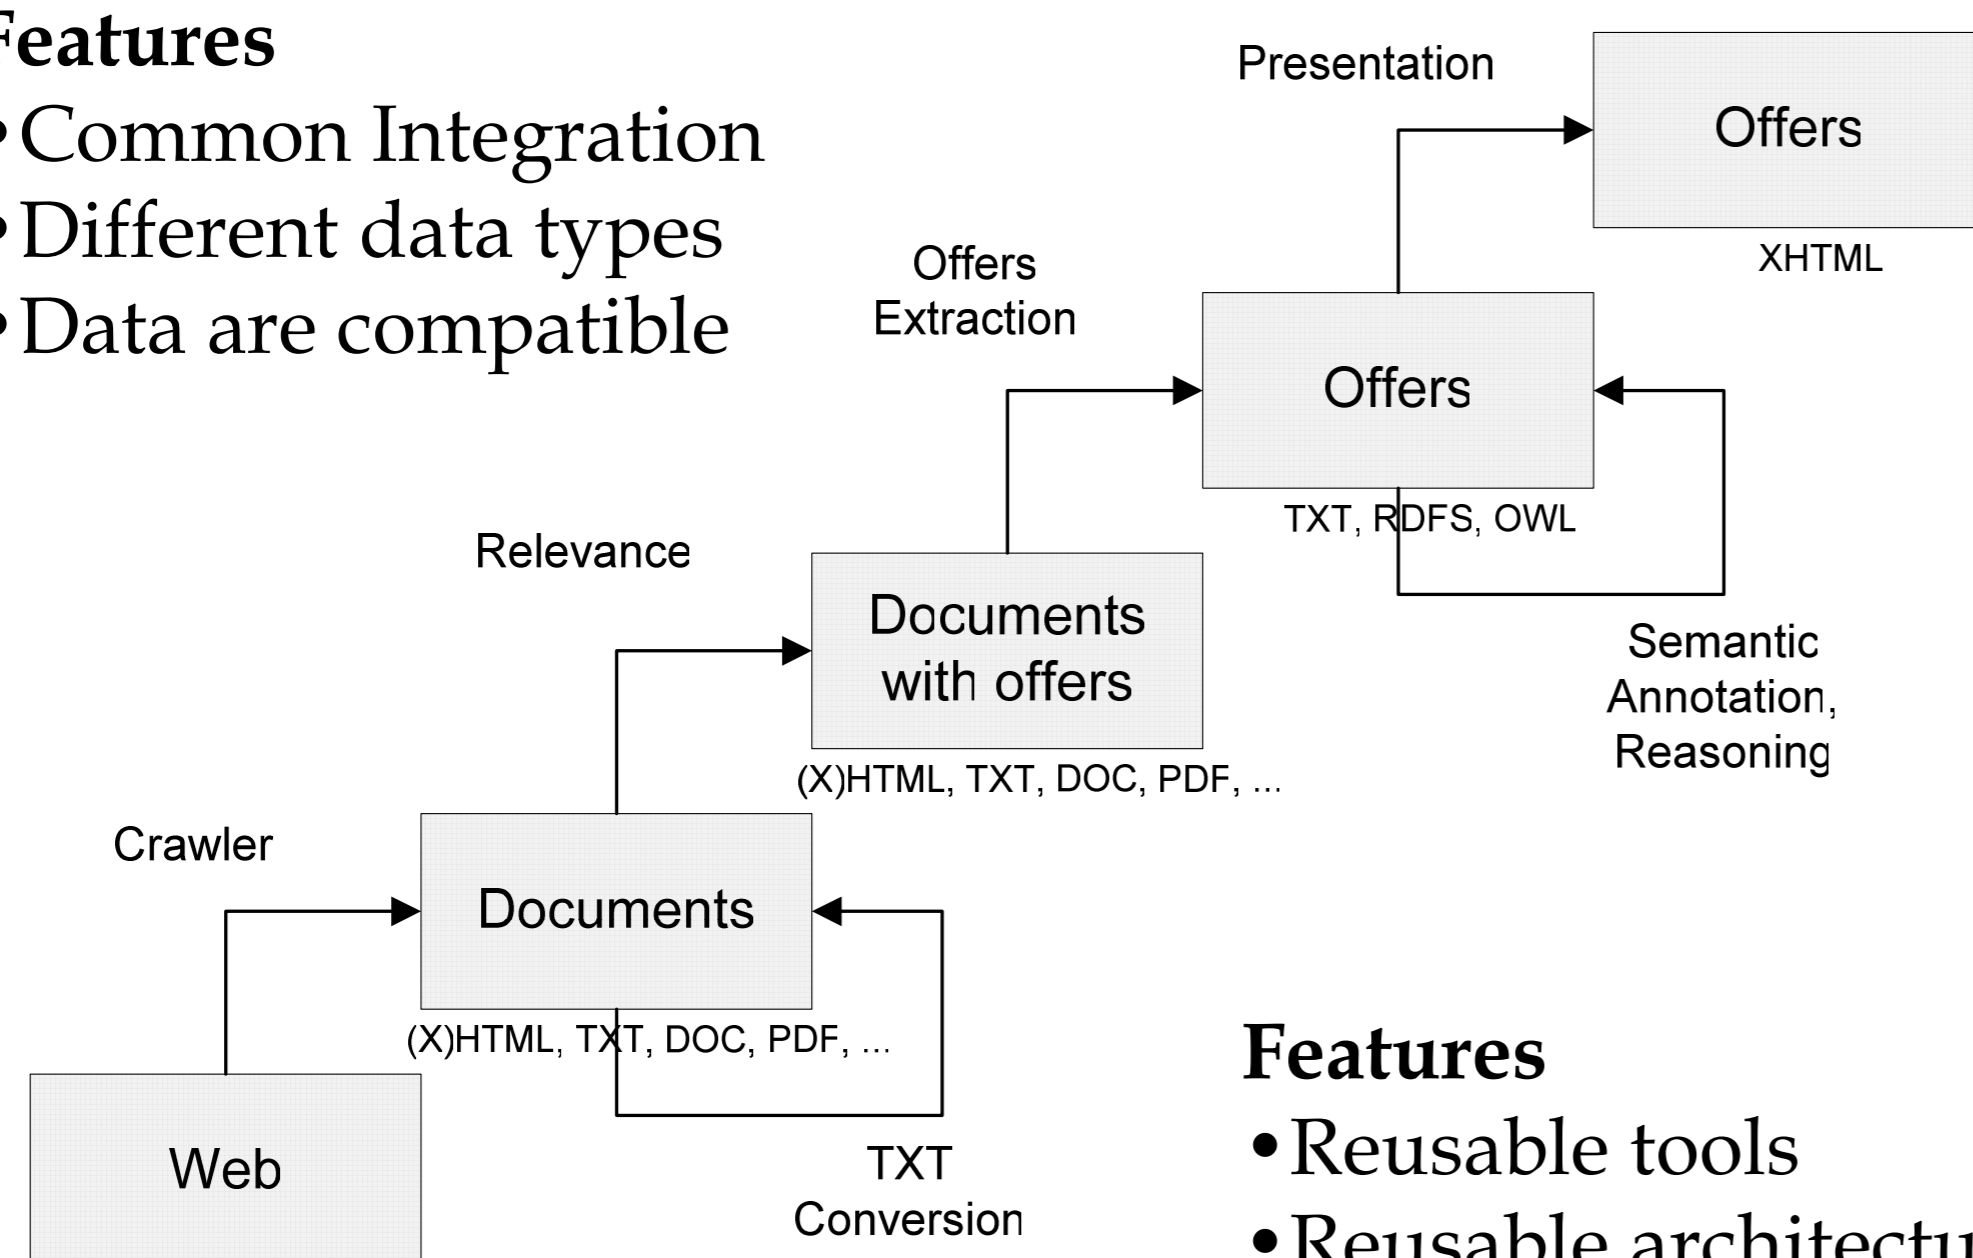 Features
•Common Integration
•Different data types
•Data are compatible
Presentation
Offers
XHTML
Offers
Extraction
Offers
TXT, RDFS, OWL
Semantic
Annotation,
Reasoning
Relevance
Documents
with offers
(X)HTML, TXT, DOC, PDF, ...
Crawler
Documents
(X)HTML, TXT, DOC, PDF, ...
TXT
Conversion
Web
Features
•Reusable tools
•Reusable